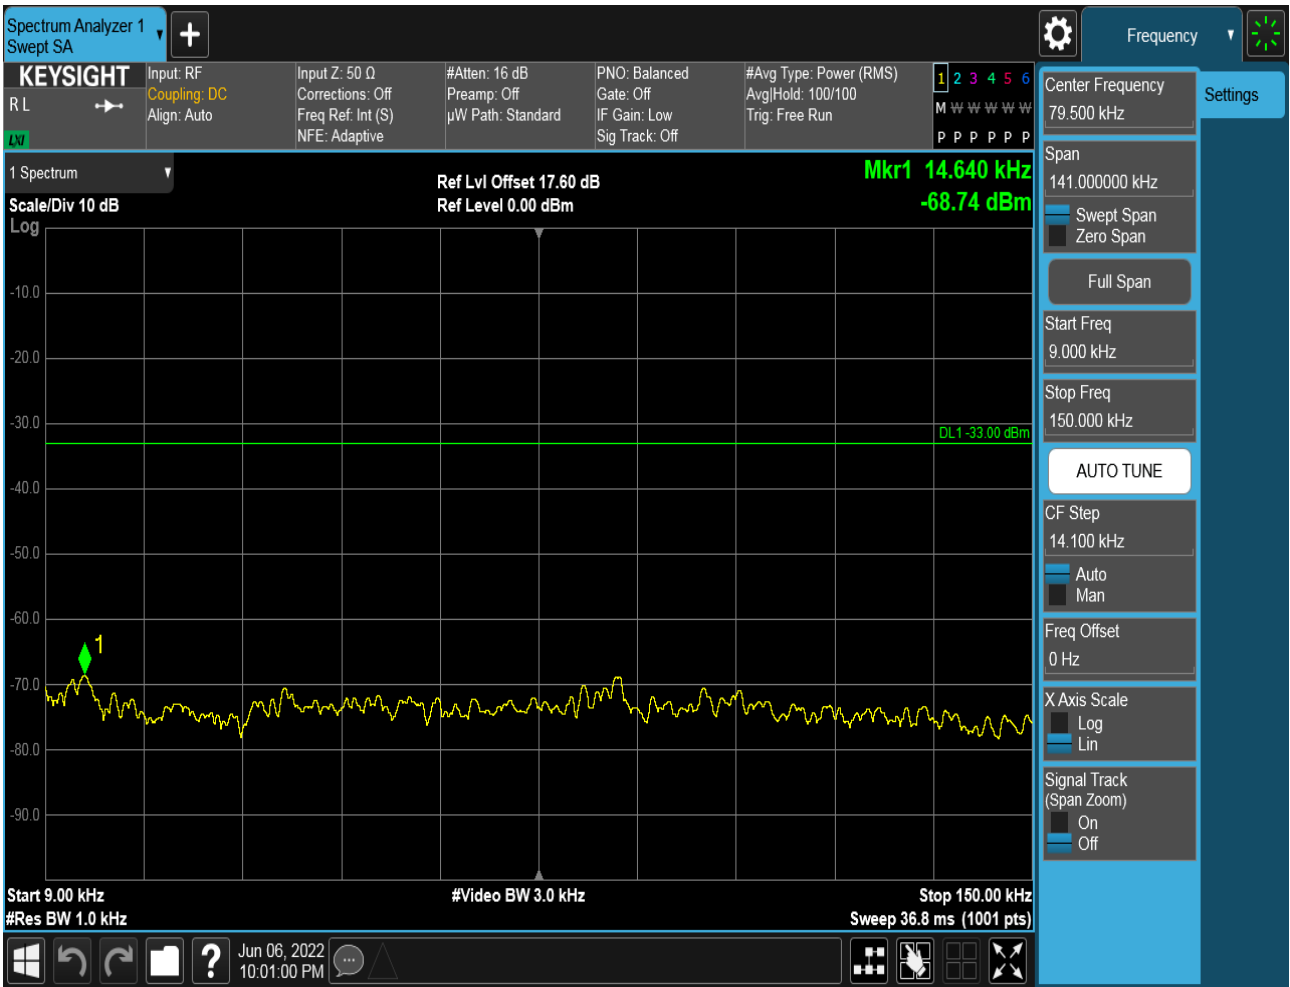 Spectrum Analyzer 1
Swept SA
Frequency
KEYSIGHT
R L
LXI
Input: RF
Coupling: DC
Align: Auto
Input Z: 50 Ω
Corrections: Off
Freq Ref: Int (S)
NFE: Adaptive
#Atten: 16 dB
Preamp: Off
µW Path: Standard
PNO: Balanced
Gate: Off
IF Gain: Low
Sig Track: Off
#Avg Type: Power (RMS)
Avg|Hold: 100/100
Trig: Free Run
1 2 3 4 5 6
M W W W W W
P P P P P P
1 Spectrum
Scale/Div 10 dB
Log
Ref Lvl Offset 17.60 dB
Ref Level 0.00 dBm
Mkr1 14.640 kHz
-68.74 dBm
-10.0
-20.0
-30.0
DL1 -33.00 dBm
-40.0
-50.0
-60.0
1
-70.0
-80.0
-90.0
Start 9.00 kHz
#Res BW 1.0 kHz
#Video BW 3.0 kHz
Stop 150.00 kHz
Sweep 36.8 ms (1001 pts)
Center Frequency
79.500 kHz
Span
141.000000 kHz
Swept Span
Zero Span
Full Span
Start Freq
9.000 kHz
Stop Freq
150.000 kHz
AUTO TUNE
CF Step
14.100 kHz
Auto
Man
Freq Offset
0 Hz
X Axis Scale
Log
Lin
Signal Track
(Span Zoom)
On
Off
Settings
?
Jun 06, 2022
10:01:00 PM